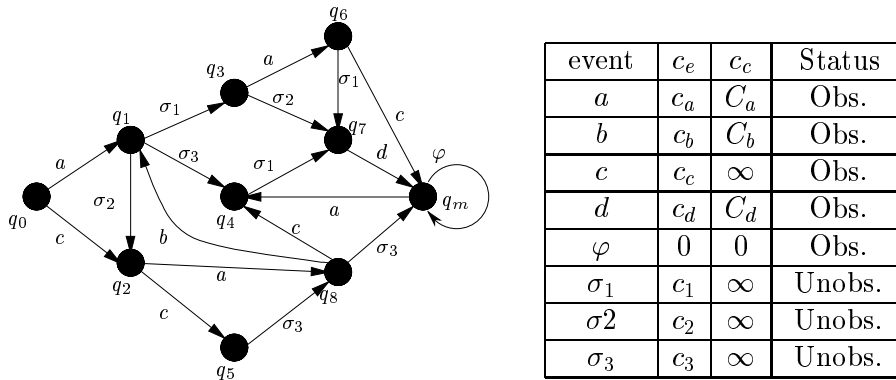 q6
q3
a
σ1
σ2
σ1
c
q1
q7
φ
a
σ3
σ1
d
q0
σ2
q4
a
qm
c
b
c
σ3
q2
a
q8
c
σ3
q5
event ce cc Status
a ca Ca Obs.
b cb Cb Obs.
c cc ∞ Obs.
d cd Cd Obs.
φ 0 0 Obs.
σ1 c1 ∞ Unobs.
σ2 c2 ∞ Unobs.
σ3 c3 ∞ Unobs.